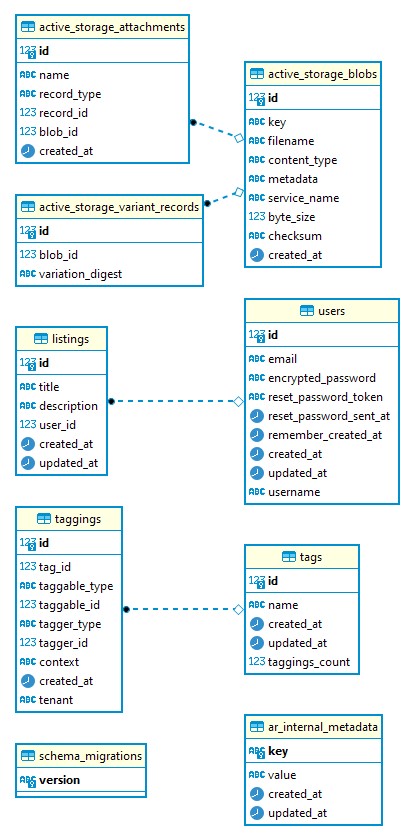 active_storage_attachments
123 id
ABC name
ABC record_type
123 record_id
123 blob_id
created_at
active_storage_blobs
123 id
ABC key
ABC filename
ABC content_type
ABC metadata
ABC service_name
123 byte_size
ABC checksum
created_at
active_storage_variant_records
123 id
123 blob_id
ABC variation_digest
listings
123 id
ABC title
ABC description
123 user_id
created_at
updated_at
users
123 id
ABC email
ABC encrypted_password
ABC reset_password_token
reset_password_sent_at
remember_created_at
created_at
updated_at
ABC username
taggings
123 id
123 tag_id
ABC taggable_type
123 taggable_id
ABC tagger_type
123 tagger_id
ABC context
created_at
ABC tenant
tags
123 id
ABC name
created_at
updated_at
123 taggings_count
schema_migrations
ABC version
ar_internal_metadata
ABC key
ABC value
created_at
updated_at